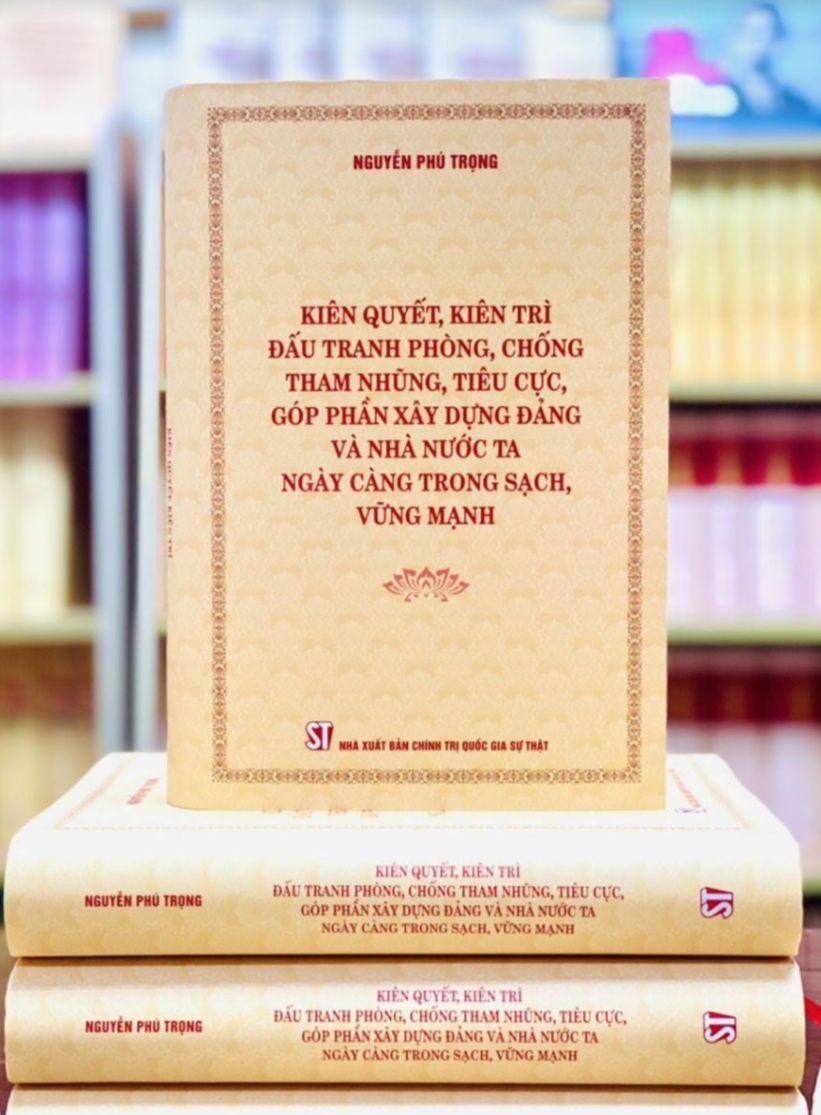 NGUYỄN PHÚ TRỌNG
KIÊN QUYẾT, KIÊN TRÌ
ĐẤU TRANH PHÒNG, CHỐNG
THAM NHŨNG, TIÊU CỰC,
GÓP PHẦN XÂY DỰNG ĐẢNG
VÀ NHÀ NƯỚC TA
NGÀY CÀNG TRONG SẠCH,
VỮNG MẠNH
ST NHÀ XUẤT BẢN CHÍNH TRỊ QUỐC GIA SỰ THẬT
KIÊN QUYẾT, KIÊN TRÌ
NGUYỄN PHÚ TRỌNG
KIÊN QUYẾT, KIÊN TRÌ
ĐẤU TRANH PHÒNG, CHỐNG THAM NHŨNG, TIÊU CỰC,
GÓP PHẦN XÂY DỰNG ĐẢNG VÀ NHÀ NƯỚC TA
NGÀY CÀNG TRONG SẠCH, VỮNG MẠNH
ST
NGUYỄN PHÚ TRỌNG
KIÊN QUYẾT, KIÊN TRÌ
ĐẤU TRANH PHÒNG, CHỐNG THAM NHŨNG, TIÊU CỰC,
GÓP PHẦN XÂY DỰNG ĐẢNG VÀ NHÀ NƯỚC TA
NGÀY CÀNG TRONG SẠCH, VỮNG MẠNH
ST